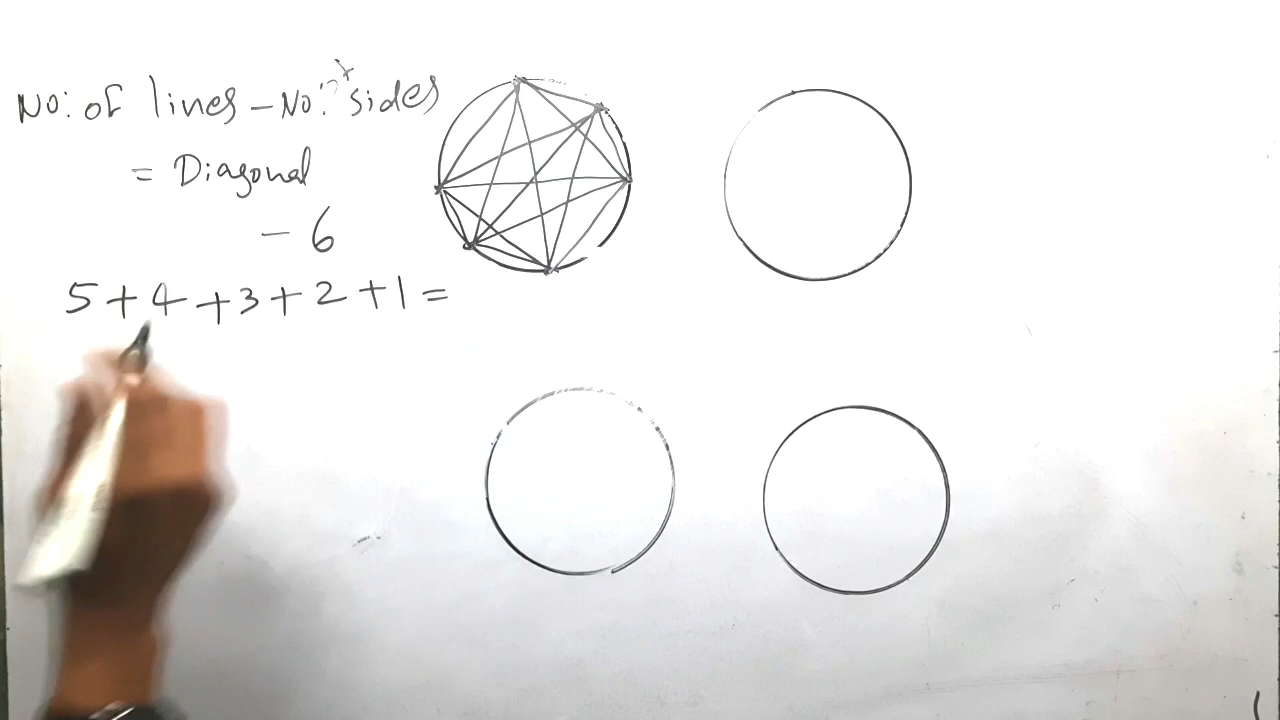 No: of lines - No: of sides
= Diagonal
- 6
5+4+3+2+1=